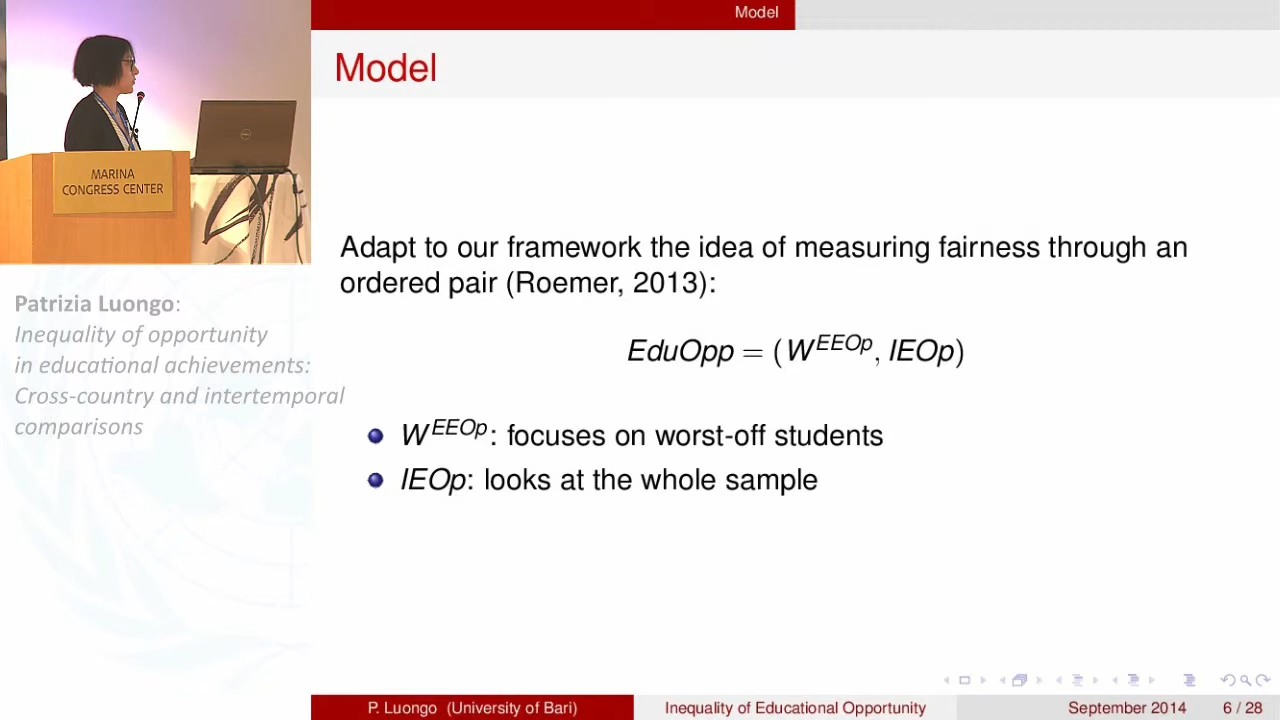 Model
Model
MARINA
CONGRESS CENTER
Adapt to our framework the idea of measuring fairness through an
ordered pair (Roemer, 2013):
EduOpp = (W^EEOp, IEOp)
W^EEOp: focuses on worst-off students
IEOp: looks at the whole sample
Patrizia Luongo:
Inequality of opportunity
in educational achievements:
Cross-country and intertemporal
comparisons
P. Luongo (University of Bari)
Inequality of Educational Opportunity
September 2014
6 / 28